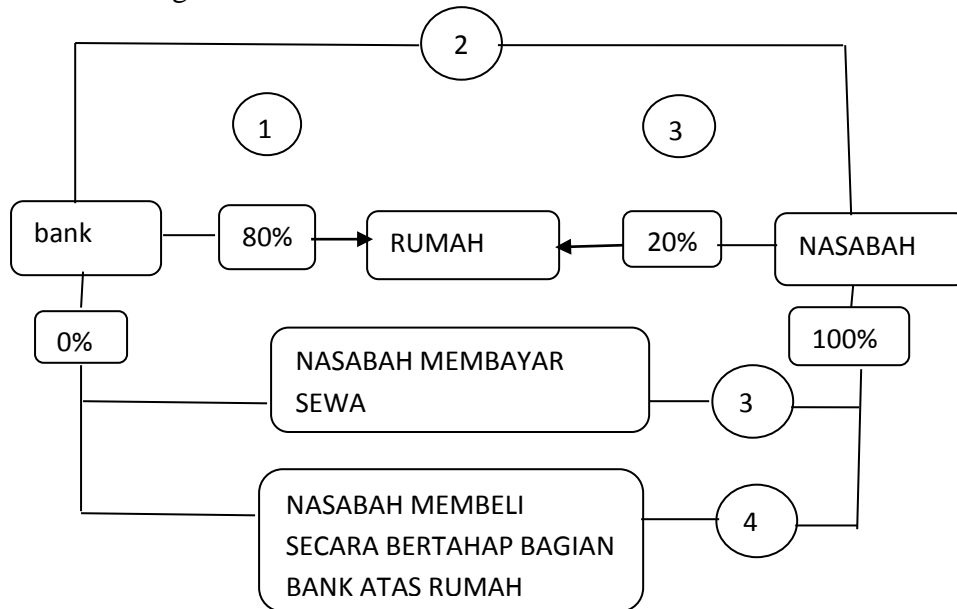 2
1
3
bank
80%
RUMAH
20%
NASABAH
0%
100%
NASABAH MEMBAYAR
SEWA
3
NASABAH MEMBELI
SECARA BERTAHAP BAGIAN
BANK ATAS RUMAH
4